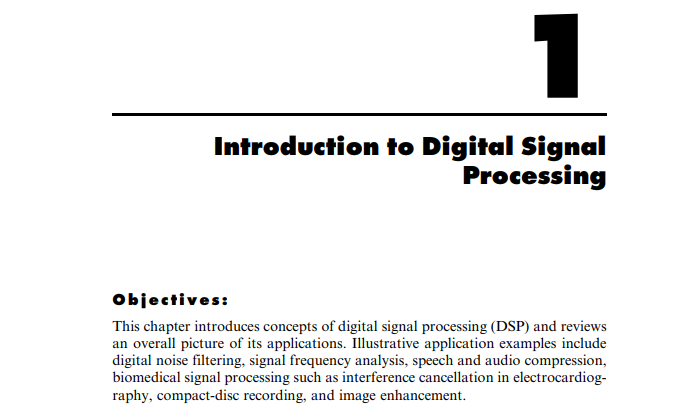 1
Introduction to Digital Signal
Processing
Objectives:
This chapter introduces concepts of digital signal processing (DSP) and reviews
an overall picture of its applications. Illustrative application examples include
digital noise filtering, signal frequency analysis, speech and audio compression,
biomedical signal processing such as interference cancellation in electrocardiog-
raphy, compact-disc recording, and image enhancement.